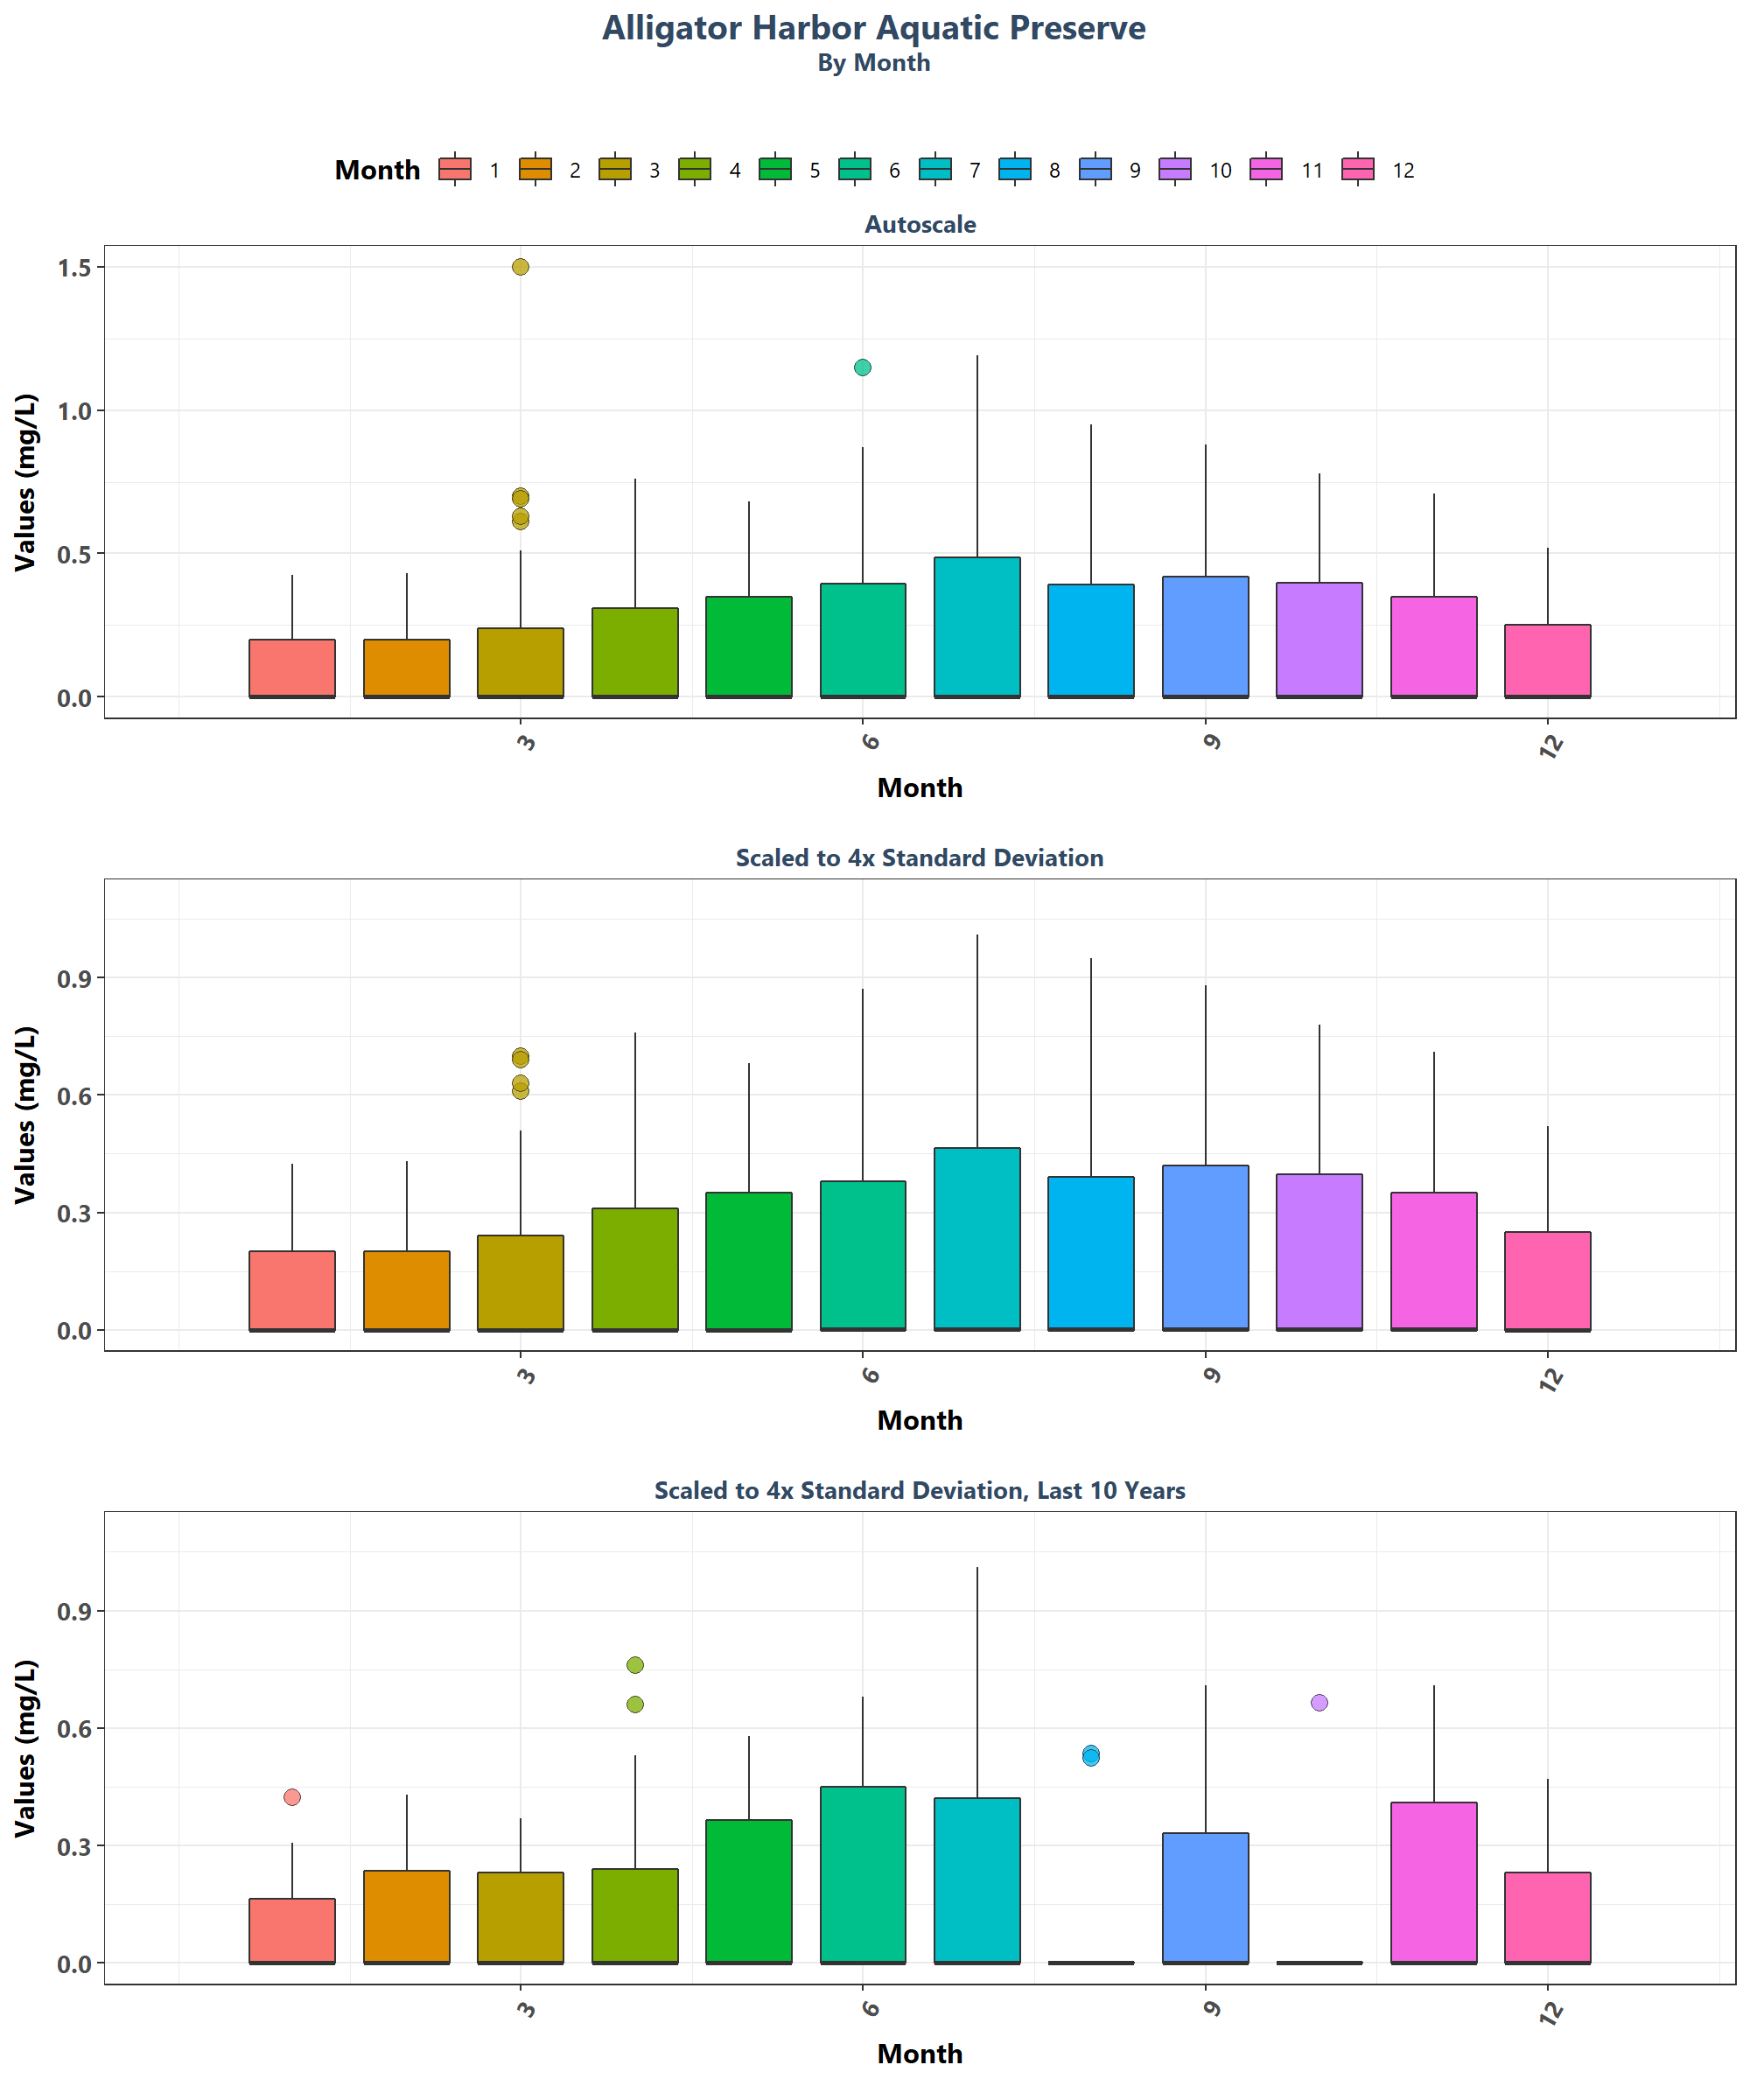 Alligator Harbor Aquatic Preserve
By Month
Month 1 2 3 4 5 6 7 8 9 10 11 12
Autoscale
Values (mg/L)
1.5
1.0
0.5
0.0
3 6 9 12
Month
Scaled to 4x Standard Deviation
Values (mg/L)
0.9
0.6
0.3
0.0
3 6 9 12
Month
Scaled to 4x Standard Deviation, Last 10 Years
Values (mg/L)
0.9
0.6
0.3
0.0
3 6 9 12
Month